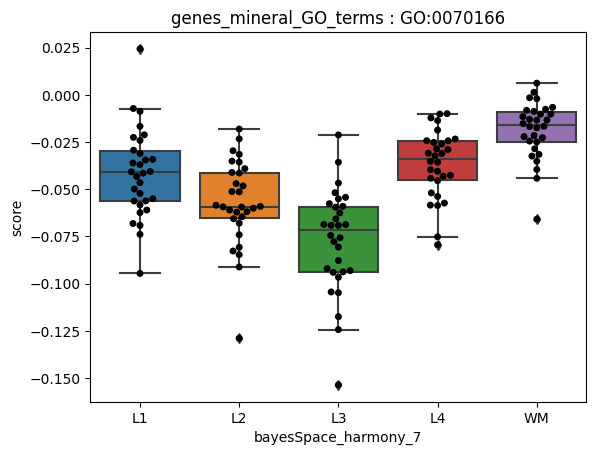 genes_mineral_GO_terms : GO:0070166
0.025
0.000
−0.025
−0.050
−0.075
−0.100
−0.125
−0.150
score
L1 L2 L3 L4 WM
bayesSpace_harmony_7